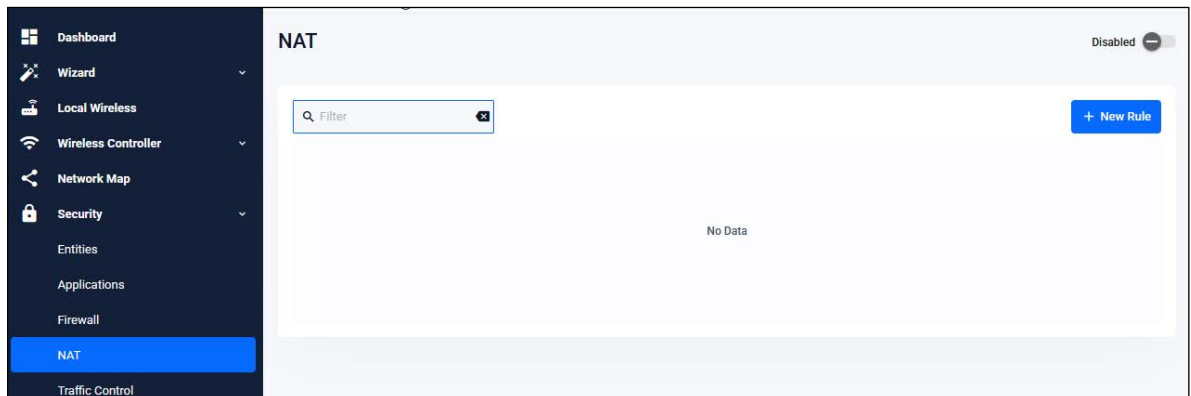 Dashboard
Wizard
Local Wireless
Wireless Controller
Network Map
Security
Entities
Applications
Firewall
NAT
Traffic Control
NAT
Disabled
Filter
+ New Rule
No Data